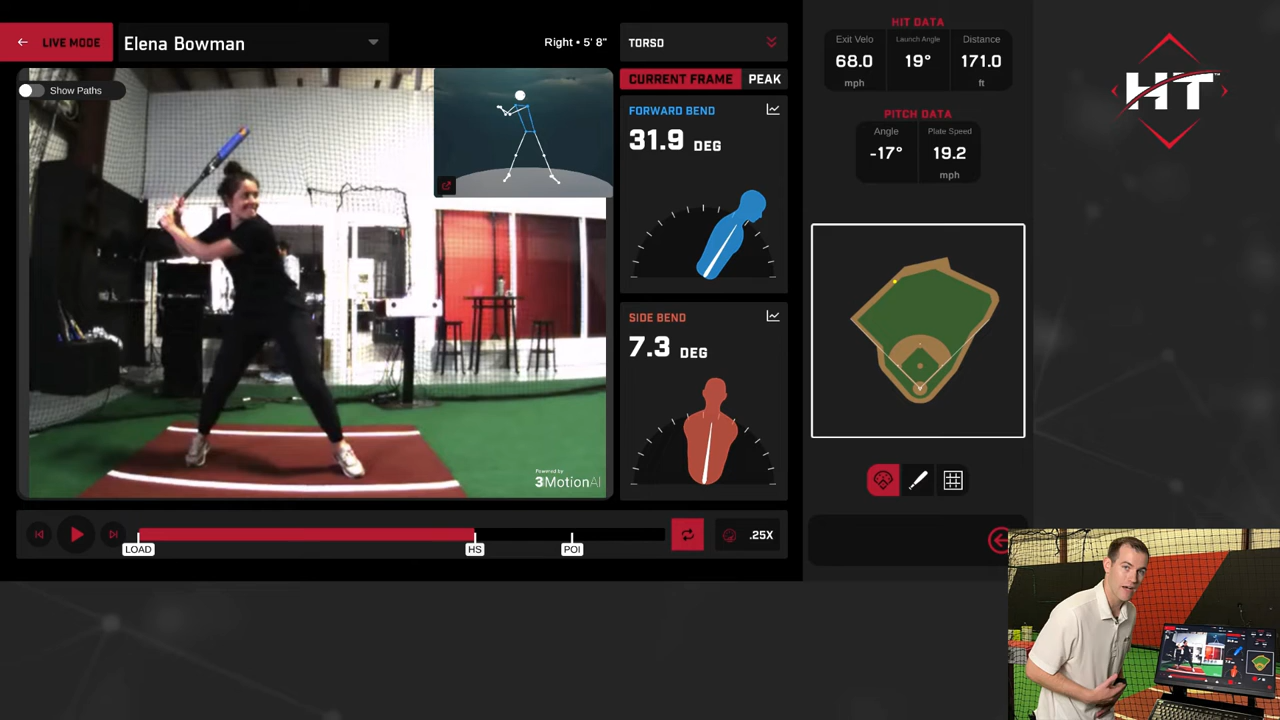 LIVE MODE
Elena Bowman
Right • 5' 8"
TORSO
Show Paths
CURRENT FRAME
PEAK
FORWARD BEND
31.9 DEG
SIDE BEND
7.3 DEG
Powered by
3MotionAI
LOAD
HS
POI
.25X
HIT DATA
Exit Velo
68.0
mph
Launch Angle
19°
Distance
171.0
ft
PITCH DATA
Angle
-17°
Plate Speed
19.2
mph
HT